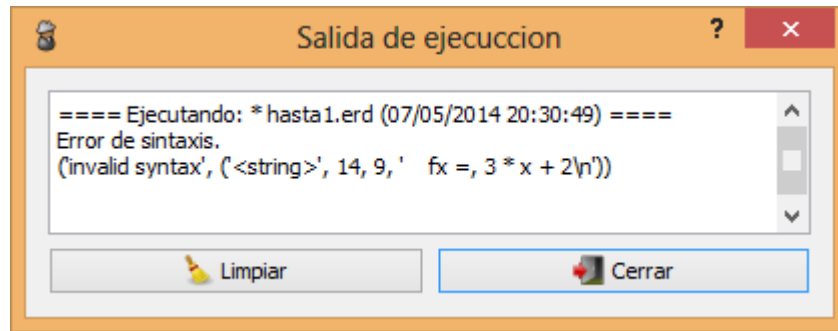 Salida de ejecuccion
?
==== Ejecutando: * hasta1.erd (07/05/2014 20:30:49) ====
Error de sintaxis.
('invalid syntax', ('<string>', 14, 9, '    fx =, 3 * x + 2\n'))
Limpiar
Cerrar